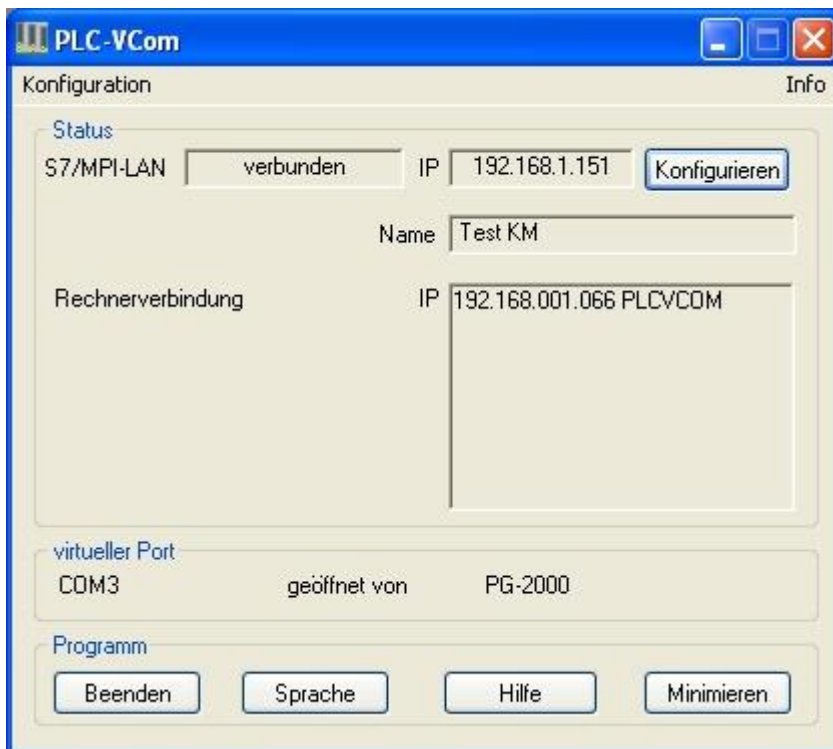 PLC-VCom
Konfiguration Info
Status
S7/MPI-LAN verbunden IP 192.168.1.151 Konfigurieren
Name Test KM
Rechnerverbindung IP 192.168.001.066 PLCVCOM
virtueller Port
COM3 geöffnet von PG-2000
Programm
Beenden Sprache Hilfe Minimieren